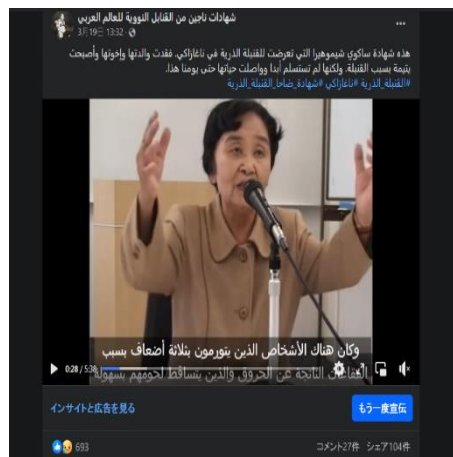 شهادات ناجين من القنابل النووية للعالم العربي
3月19日 13:32
هذه شهادة ساكوي شيموهيرا التي تعرضت للقنبلة الذرية في ناغازاكي. فقدت والدتها وإخوتها وأصبحت
يتيمة بسبب القنبلة. ولكنها لم تستسلم أبدا وواصلت حياتها حتى يومنا هذا.
#القنبلة_الذرية #ناغازاكي #شهادة_ضحايا_القنبلة_الذرية
وكان هناك الأشخاص الذين يتورمون بثلاثة أضعاف بسبب
الفقاعات الناتجة عن الحروق والذين يتساقط لحومهم بسهولة
0:28 / 5:38
インサイトと広告を見る
もう一度宣伝
693
コメント27件 シェア104件